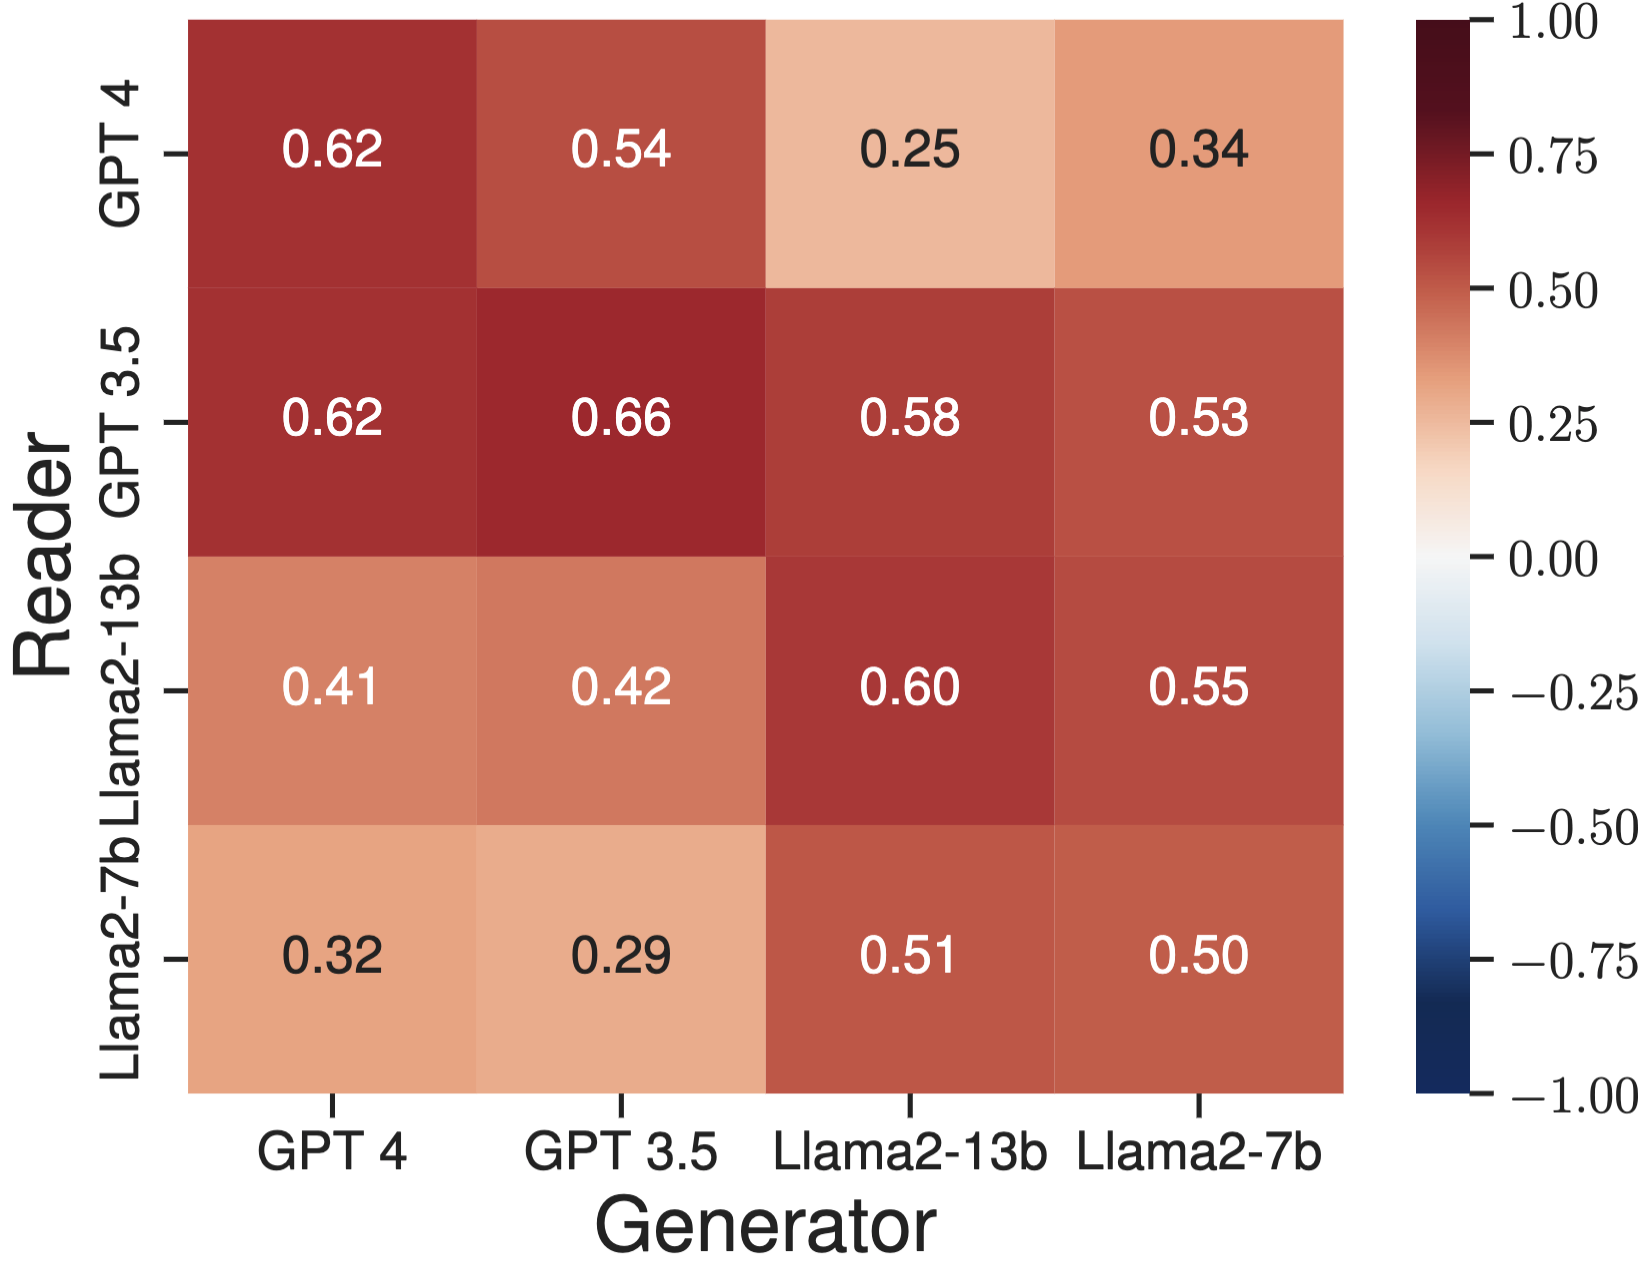 Reader
GPT 4
GPT 3.5
Llama2-13b
Llama2-7b
0.62 0.54 0.25 0.34
0.62 0.66 0.58 0.53
0.41 0.42 0.60 0.55
0.32 0.29 0.51 0.50
GPT 4 GPT 3.5 Llama2-13b Llama2-7b
Generator
1.00
0.75
0.50
0.25
0.00
−0.25
−0.50
−0.75
−1.00